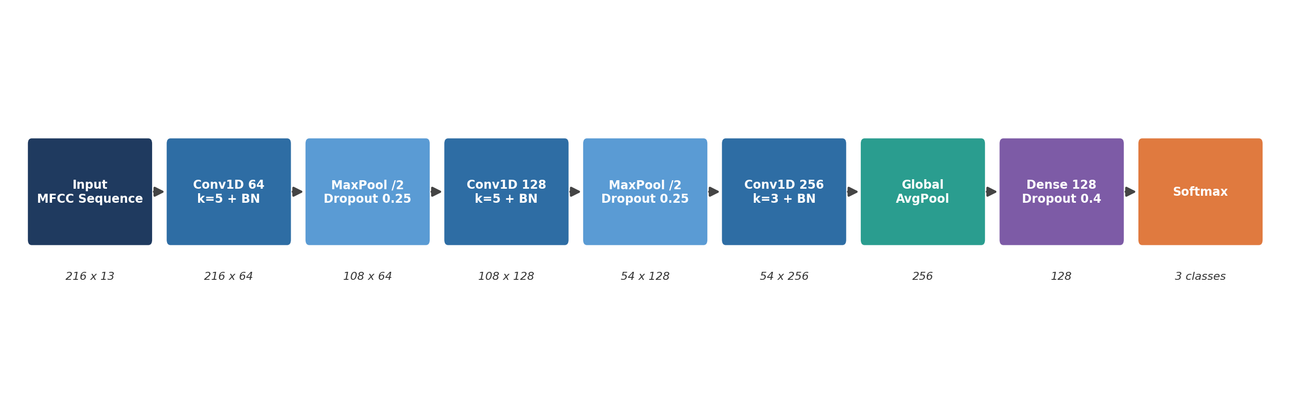 Input
MFCC Sequence
216 x 13
Conv1D 64
k=5 + BN
216 x 64
MaxPool /2
Dropout 0.25
108 x 64
Conv1D 128
k=5 + BN
108 x 128
MaxPool /2
Dropout 0.25
54 x 128
Conv1D 256
k=3 + BN
54 x 256
Global
AvgPool
256
Dense 128
Dropout 0.4
128
Softmax
3 classes